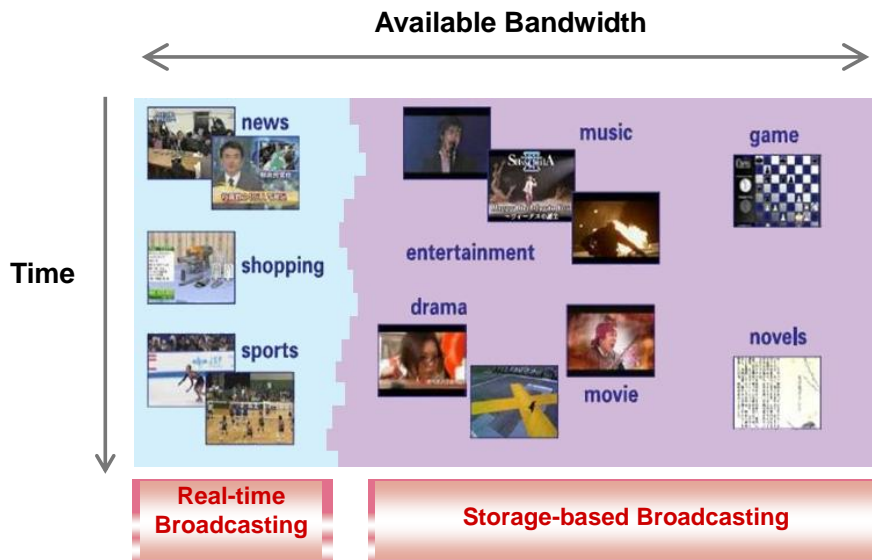 Available Bandwidth
Time
news
music
game
shopping
entertainment
drama
sports
movie
novels
Real-time
Broadcasting
Storage-based Broadcasting